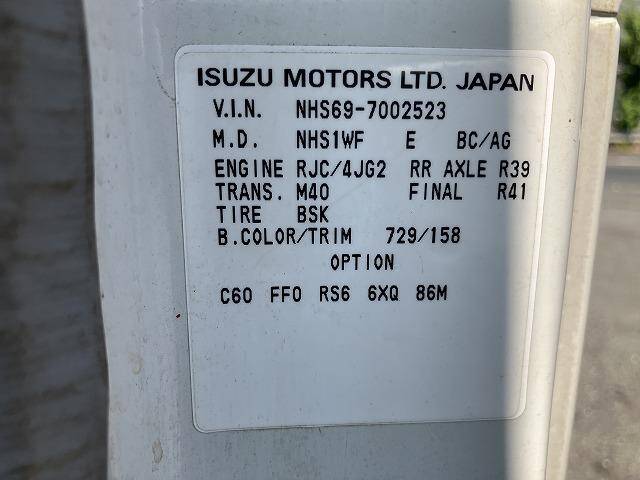 ISUZU MOTORS LTD. JAPAN
V.I.N. NHS69-7002523
M.D. NHS1WF E BC/AG
ENGINE RJC/4JG2 RR AXLE R39
TRANS. M40 FINAL R41
TIRE BSK
B.COLOR/TRIM 729/158
OPTION
C60 FF0 RS6 6XQ 86M